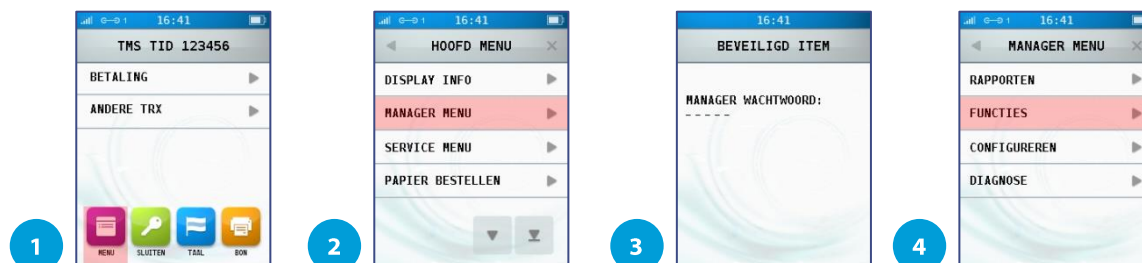 16:41
TMS TID 123456
BETALING
ANDERE TRX
MENU SLUITEN TAAL BON
1
16:41
HOOFD MENU
DISPLAY INFO
MANAGER MENU
SERVICE MENU
PAPIER BESTELLEN
2
16:41
BEVEILIGD ITEM
MANAGER WACHTWOORD:
- - - - -
3
16:41
MANAGER MENU
RAPPORTEN
FUNCTIES
CONFIGUREREN
DIAGNOSE
4